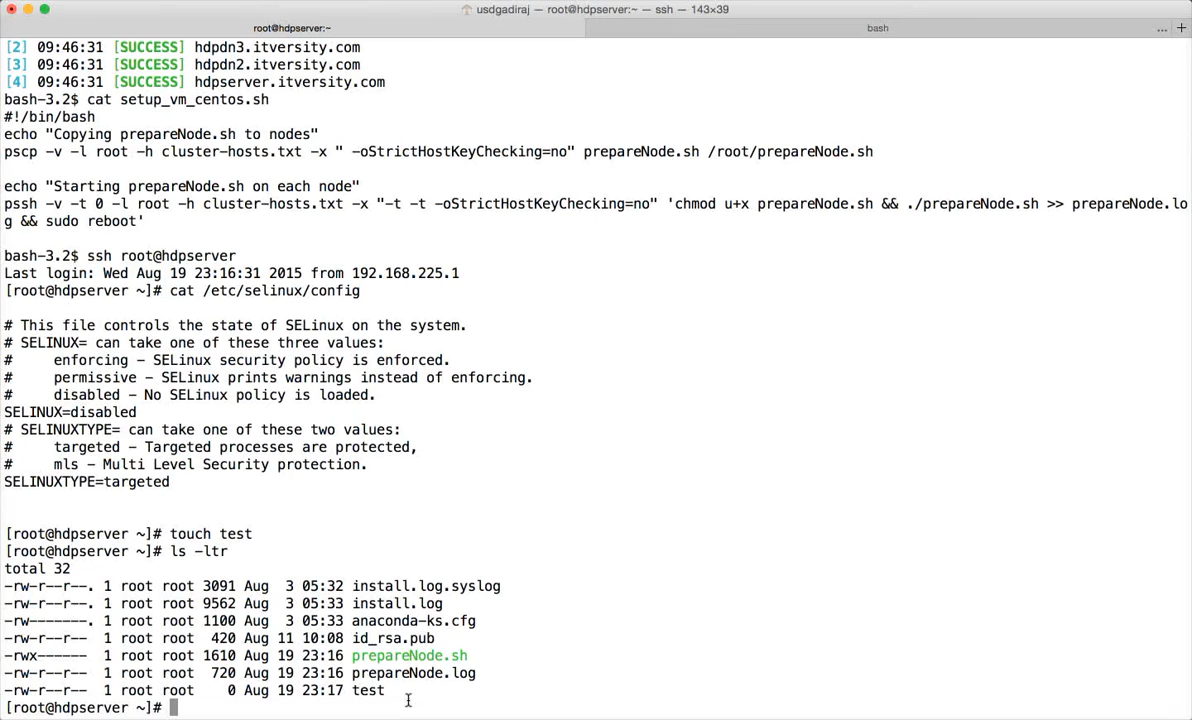 usdgadiraj — root@hdpserver:~ — ssh — 143×39
root@hdpserver:~
bash
... +
[2] 09:46:31 [SUCCESS] hdpdn3.itversity.com
[3] 09:46:31 [SUCCESS] hdpdn2.itversity.com
[4] 09:46:31 [SUCCESS] hdpserver.itversity.com
bash-3.2$ cat setup_vm_centos.sh
#!/bin/bash
echo "Copying prepareNode.sh to nodes"
pscp -v -l root -h cluster-hosts.txt -x " -oStrictHostKeyChecking=no" prepareNode.sh /root/prepareNode.sh
echo "Starting prepareNode.sh on each node"
pssh -v -t 0 -l root -h cluster-hosts.txt -x "-t -t -oStrictHostKeyChecking=no" 'chmod u+x prepareNode.sh && ./prepareNode.sh >> prepareNode.lo
g && sudo reboot'
bash-3.2$ ssh root@hdpserver
Last login: Wed Aug 19 23:16:31 2015 from 192.168.225.1
[root@hdpserver ~]# cat /etc/selinux/config
# This file controls the state of SELinux on the system.
# SELINUX= can take one of these three values:
#     enforcing - SELinux security policy is enforced.
#     permissive - SELinux prints warnings instead of enforcing.
#     disabled - No SELinux policy is loaded.
SELINUX=disabled
# SELINUXTYPE= can take one of these two values:
#     targeted - Targeted processes are protected,
#     mls - Multi Level Security protection.
SELINUXTYPE=targeted
[root@hdpserver ~]# touch test
[root@hdpserver ~]# ls -ltr
total 32
-rw-r--r--. 1 root root 3091 Aug  3 05:32 install.log.syslog
-rw-r--r--. 1 root root 9562 Aug  3 05:33 install.log
-rw-------. 1 root root 1100 Aug  3 05:33 anaconda-ks.cfg
-rw-r--r--  1 root root  420 Aug 11 10:08 id_rsa.pub
-rwx------  1 root root 1610 Aug 19 23:16 prepareNode.sh
-rw-r--r--  1 root root  720 Aug 19 23:16 prepareNode.log
-rw-r--r--  1 root root    0 Aug 19 23:17 test
[root@hdpserver ~]#